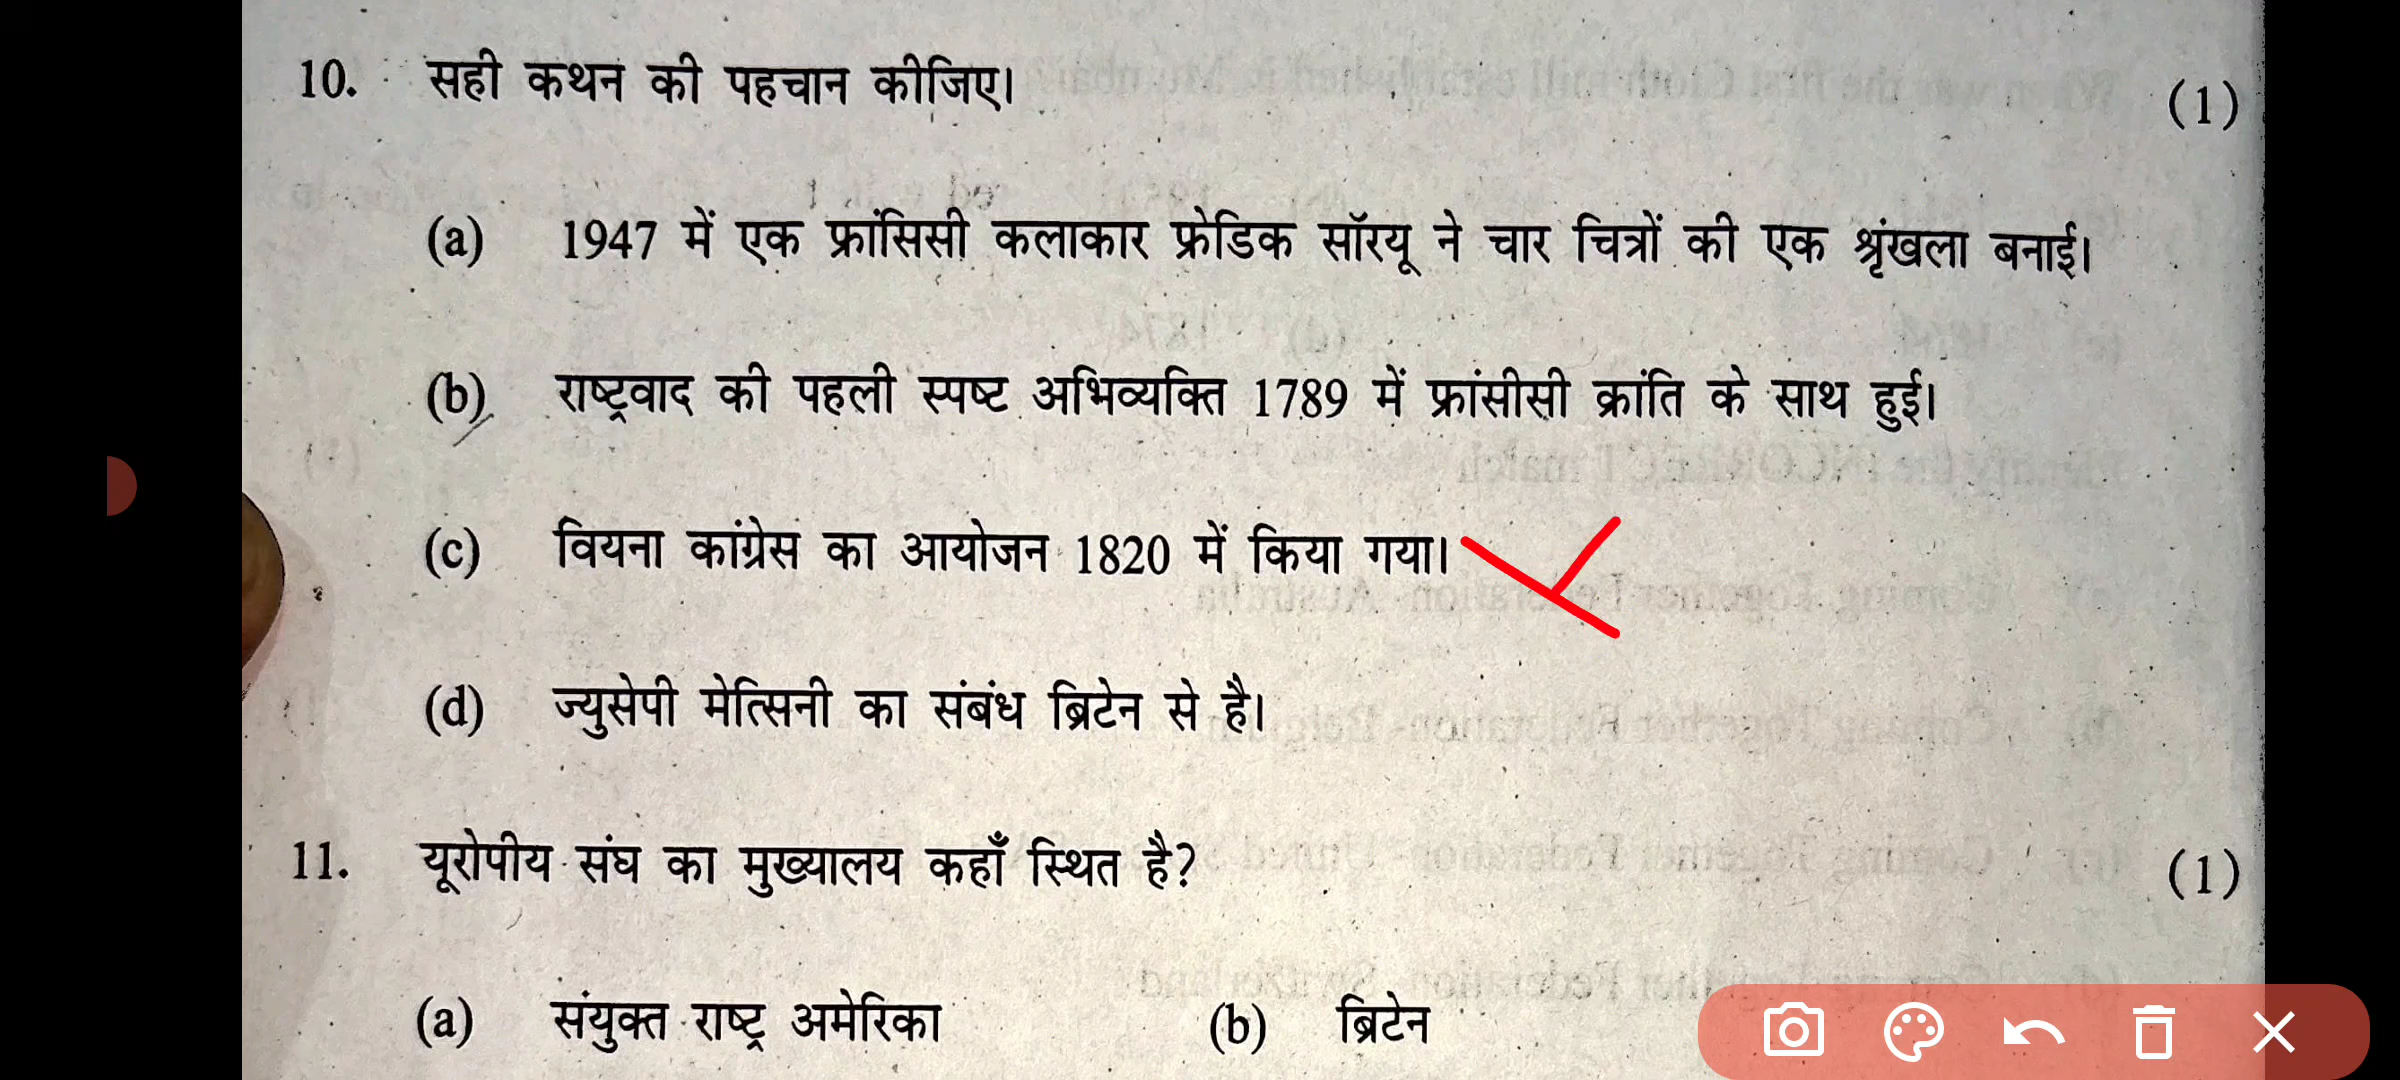 10. सही कथन की पहचान कीजिए। (1)
(a) 1947 में एक फ्रांसिसी कलाकार फ्रेडिक सॉरयू ने चार चित्रों की एक श्रृंखला बनाई।
(b) राष्ट्रवाद की पहली स्पष्ट अभिव्यक्ति 1789 में फ्रांसीसी क्रांति के साथ हुई।
(c) वियना कांग्रेस का आयोजन 1820 में किया गया।
(d) ज्युसेपी मेत्सिनी का संबंध ब्रिटेन से है।
11. यूरोपीय संघ का मुख्यालय कहाँ स्थित है? (1)
(a) संयुक्त राष्ट्र अमेरिका (b) ब्रिटेन